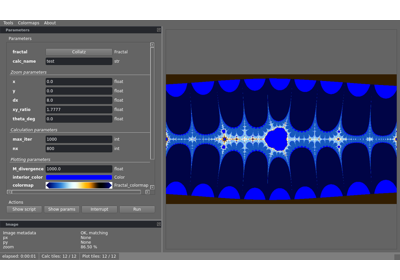 Tools Colormaps About
Parameters
Parameters
fractal Collatz Fractal
calc_name test str
Zoom parameters
x 0.0 float
y 0.0 float
dx 8.0 float
xy_ratio 1.7777 float
theta_deg 0.0 float
Calculation parameters
max_iter 1000 int
nx 800 int
Plotting parameters
M_divergence 1000.0 float
interior_color Color
colormap fractal_colormap
Actions
Show script Show params Interrupt Run
Image
Image metadata OK, matching
px None
py None
zoom 88.50 %
elapsed: 0:00:01 Calc tiles: 12 / 12 Plot tiles: 12 / 12